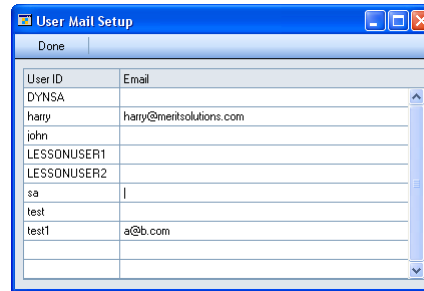 User Mail Setup
Done
User ID Email
DYNSA
harry harry@meritsolutions.com
john
LESSONUSER1
LESSONUSER2
sa
test
test1 a@b.com